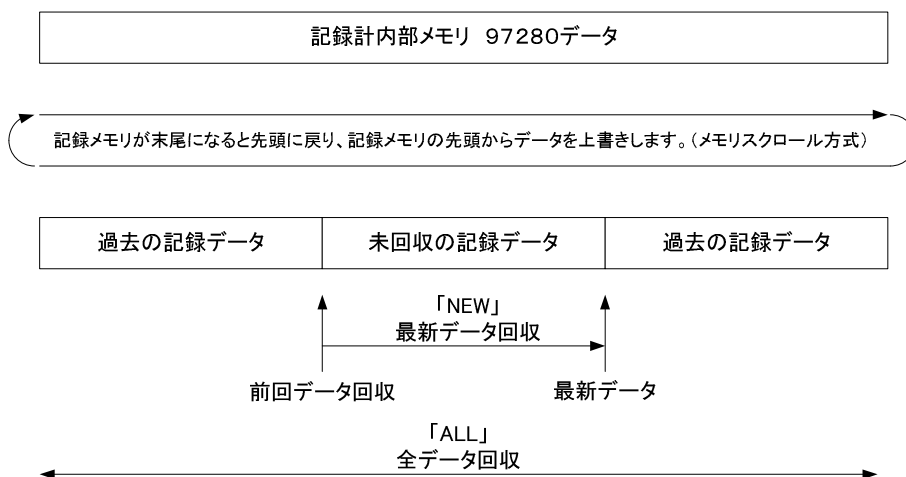 記録計内部メモリ 97280データ
記録メモリが末尾になると先頭に戻り、記録メモリの先頭からデータを上書きします。(メモリスクロール方式)
過去の記録データ 未回収の記録データ 過去の記録データ
「NEW」
最新データ回収
前回データ回収 最新データ
「ALL」
全データ回収